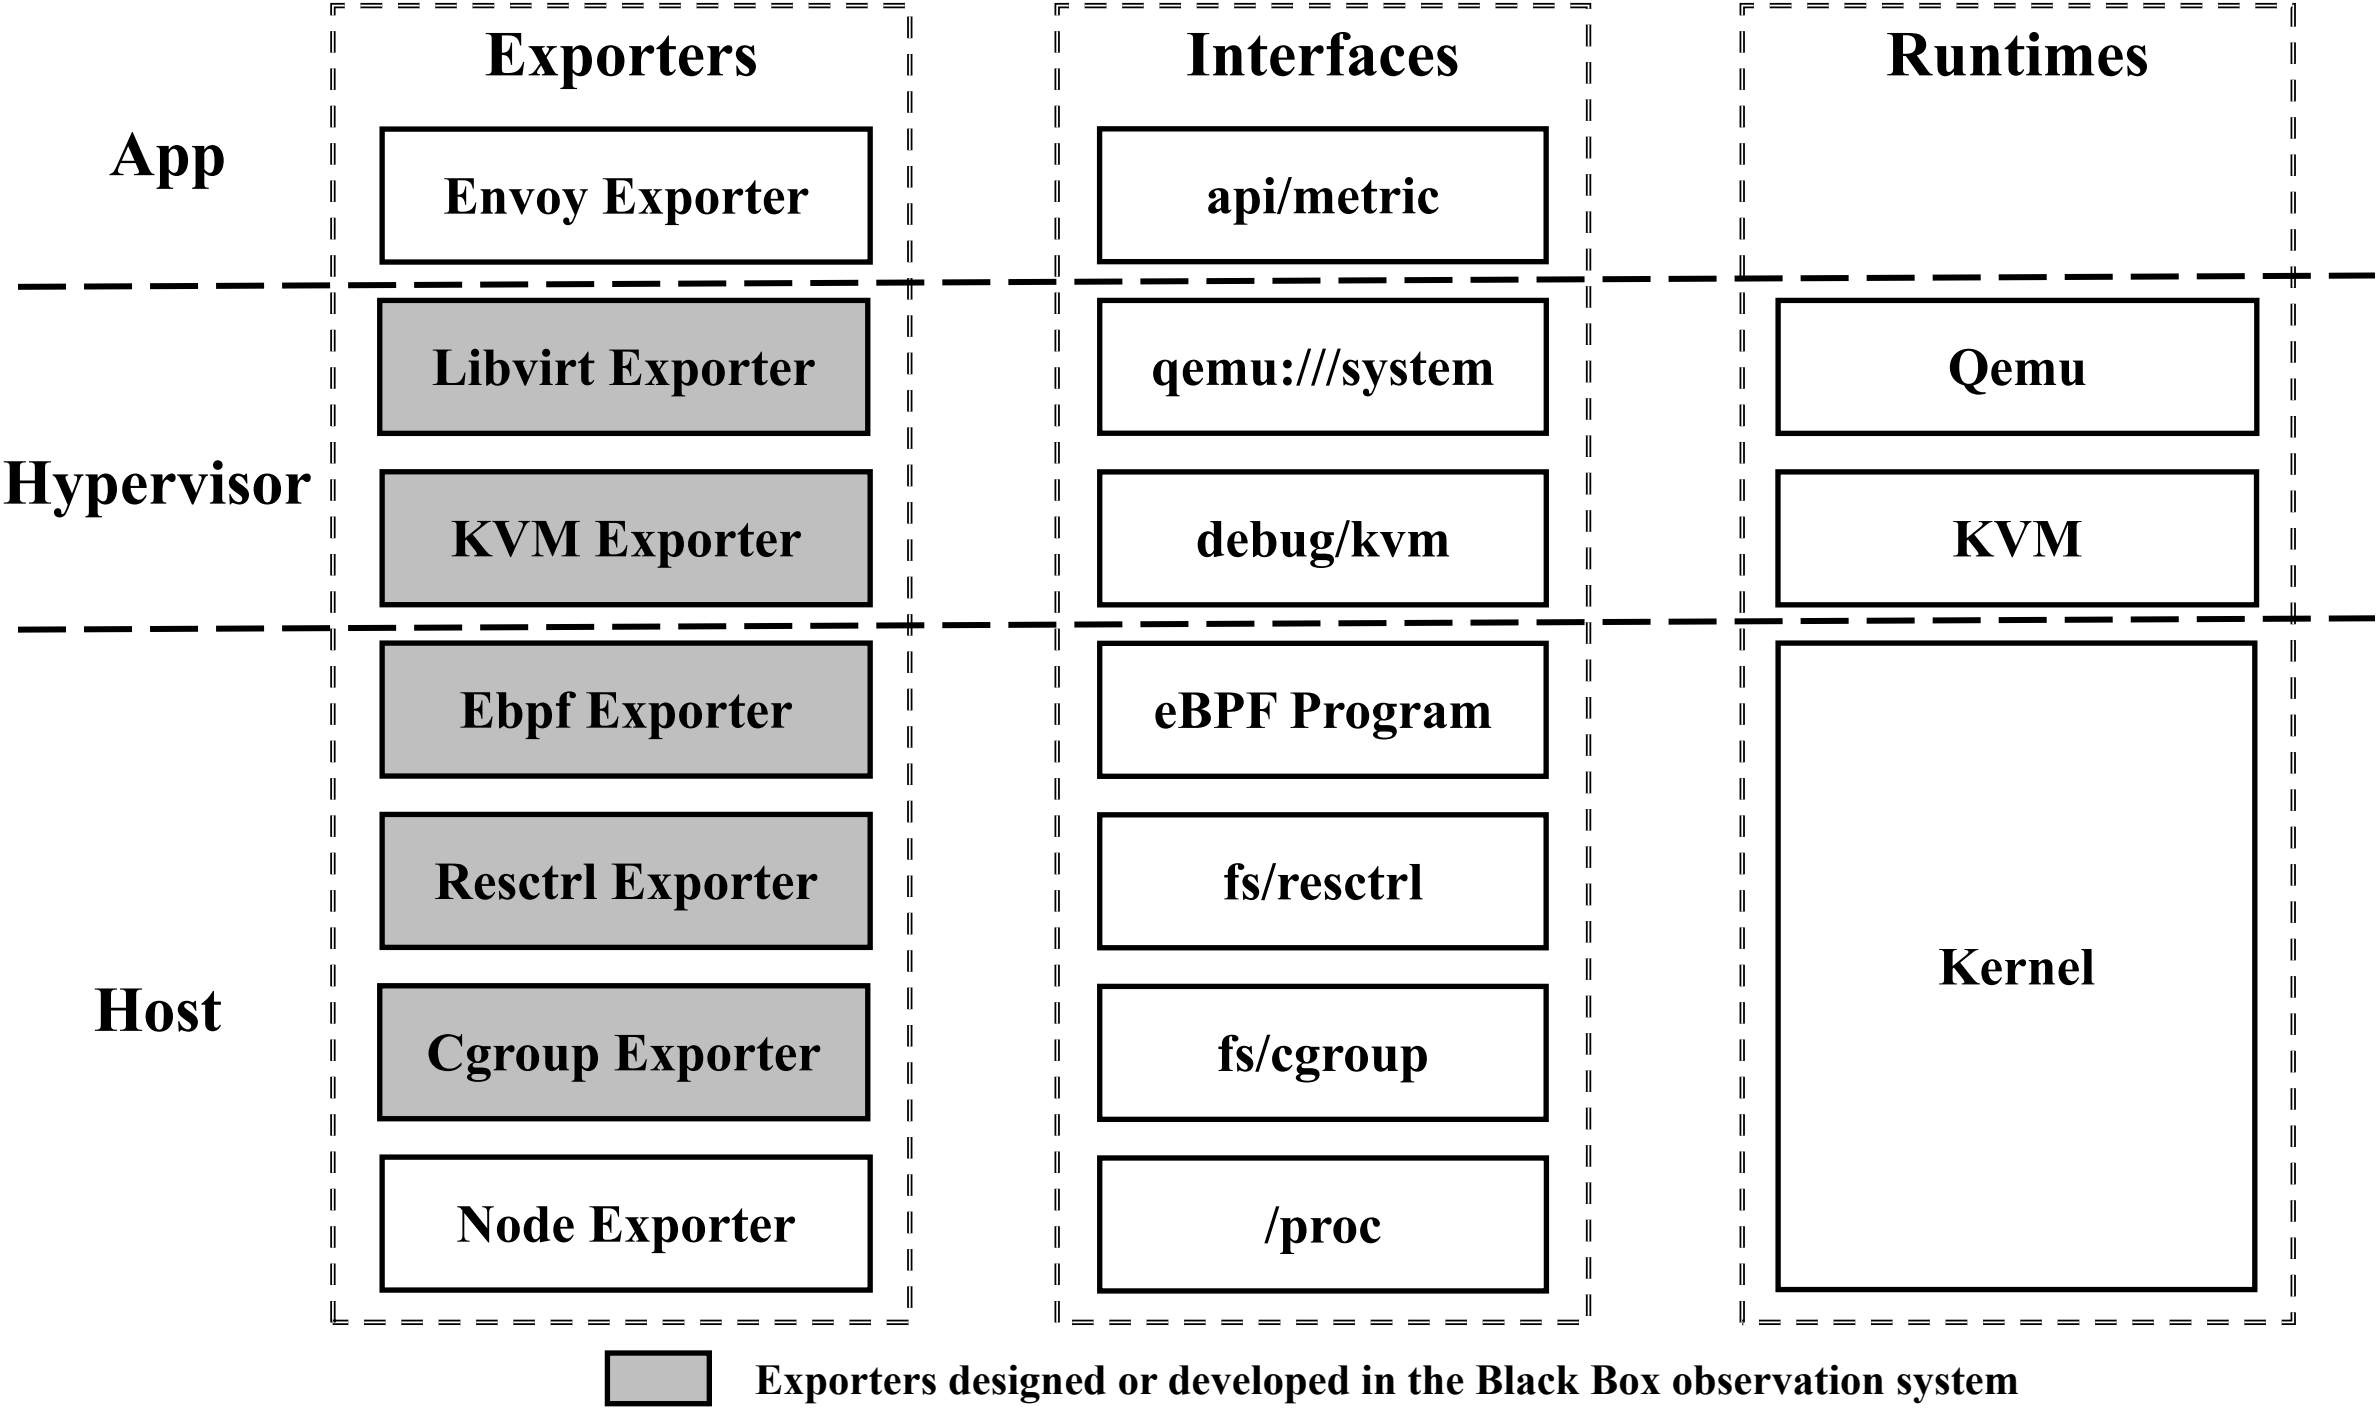 Exporters
Interfaces
Runtimes
App
Envoy Exporter
api/metric
Hypervisor
Libvirt Exporter
qemu:///system
Qemu
KVM Exporter
debug/kvm
KVM
Host
Ebpf Exporter
eBPF Program
Resctrl Exporter
fs/resctrl
Kernel
Cgroup Exporter
fs/cgroup
Node Exporter
/proc
Exporters designed or developed in the Black Box observation system